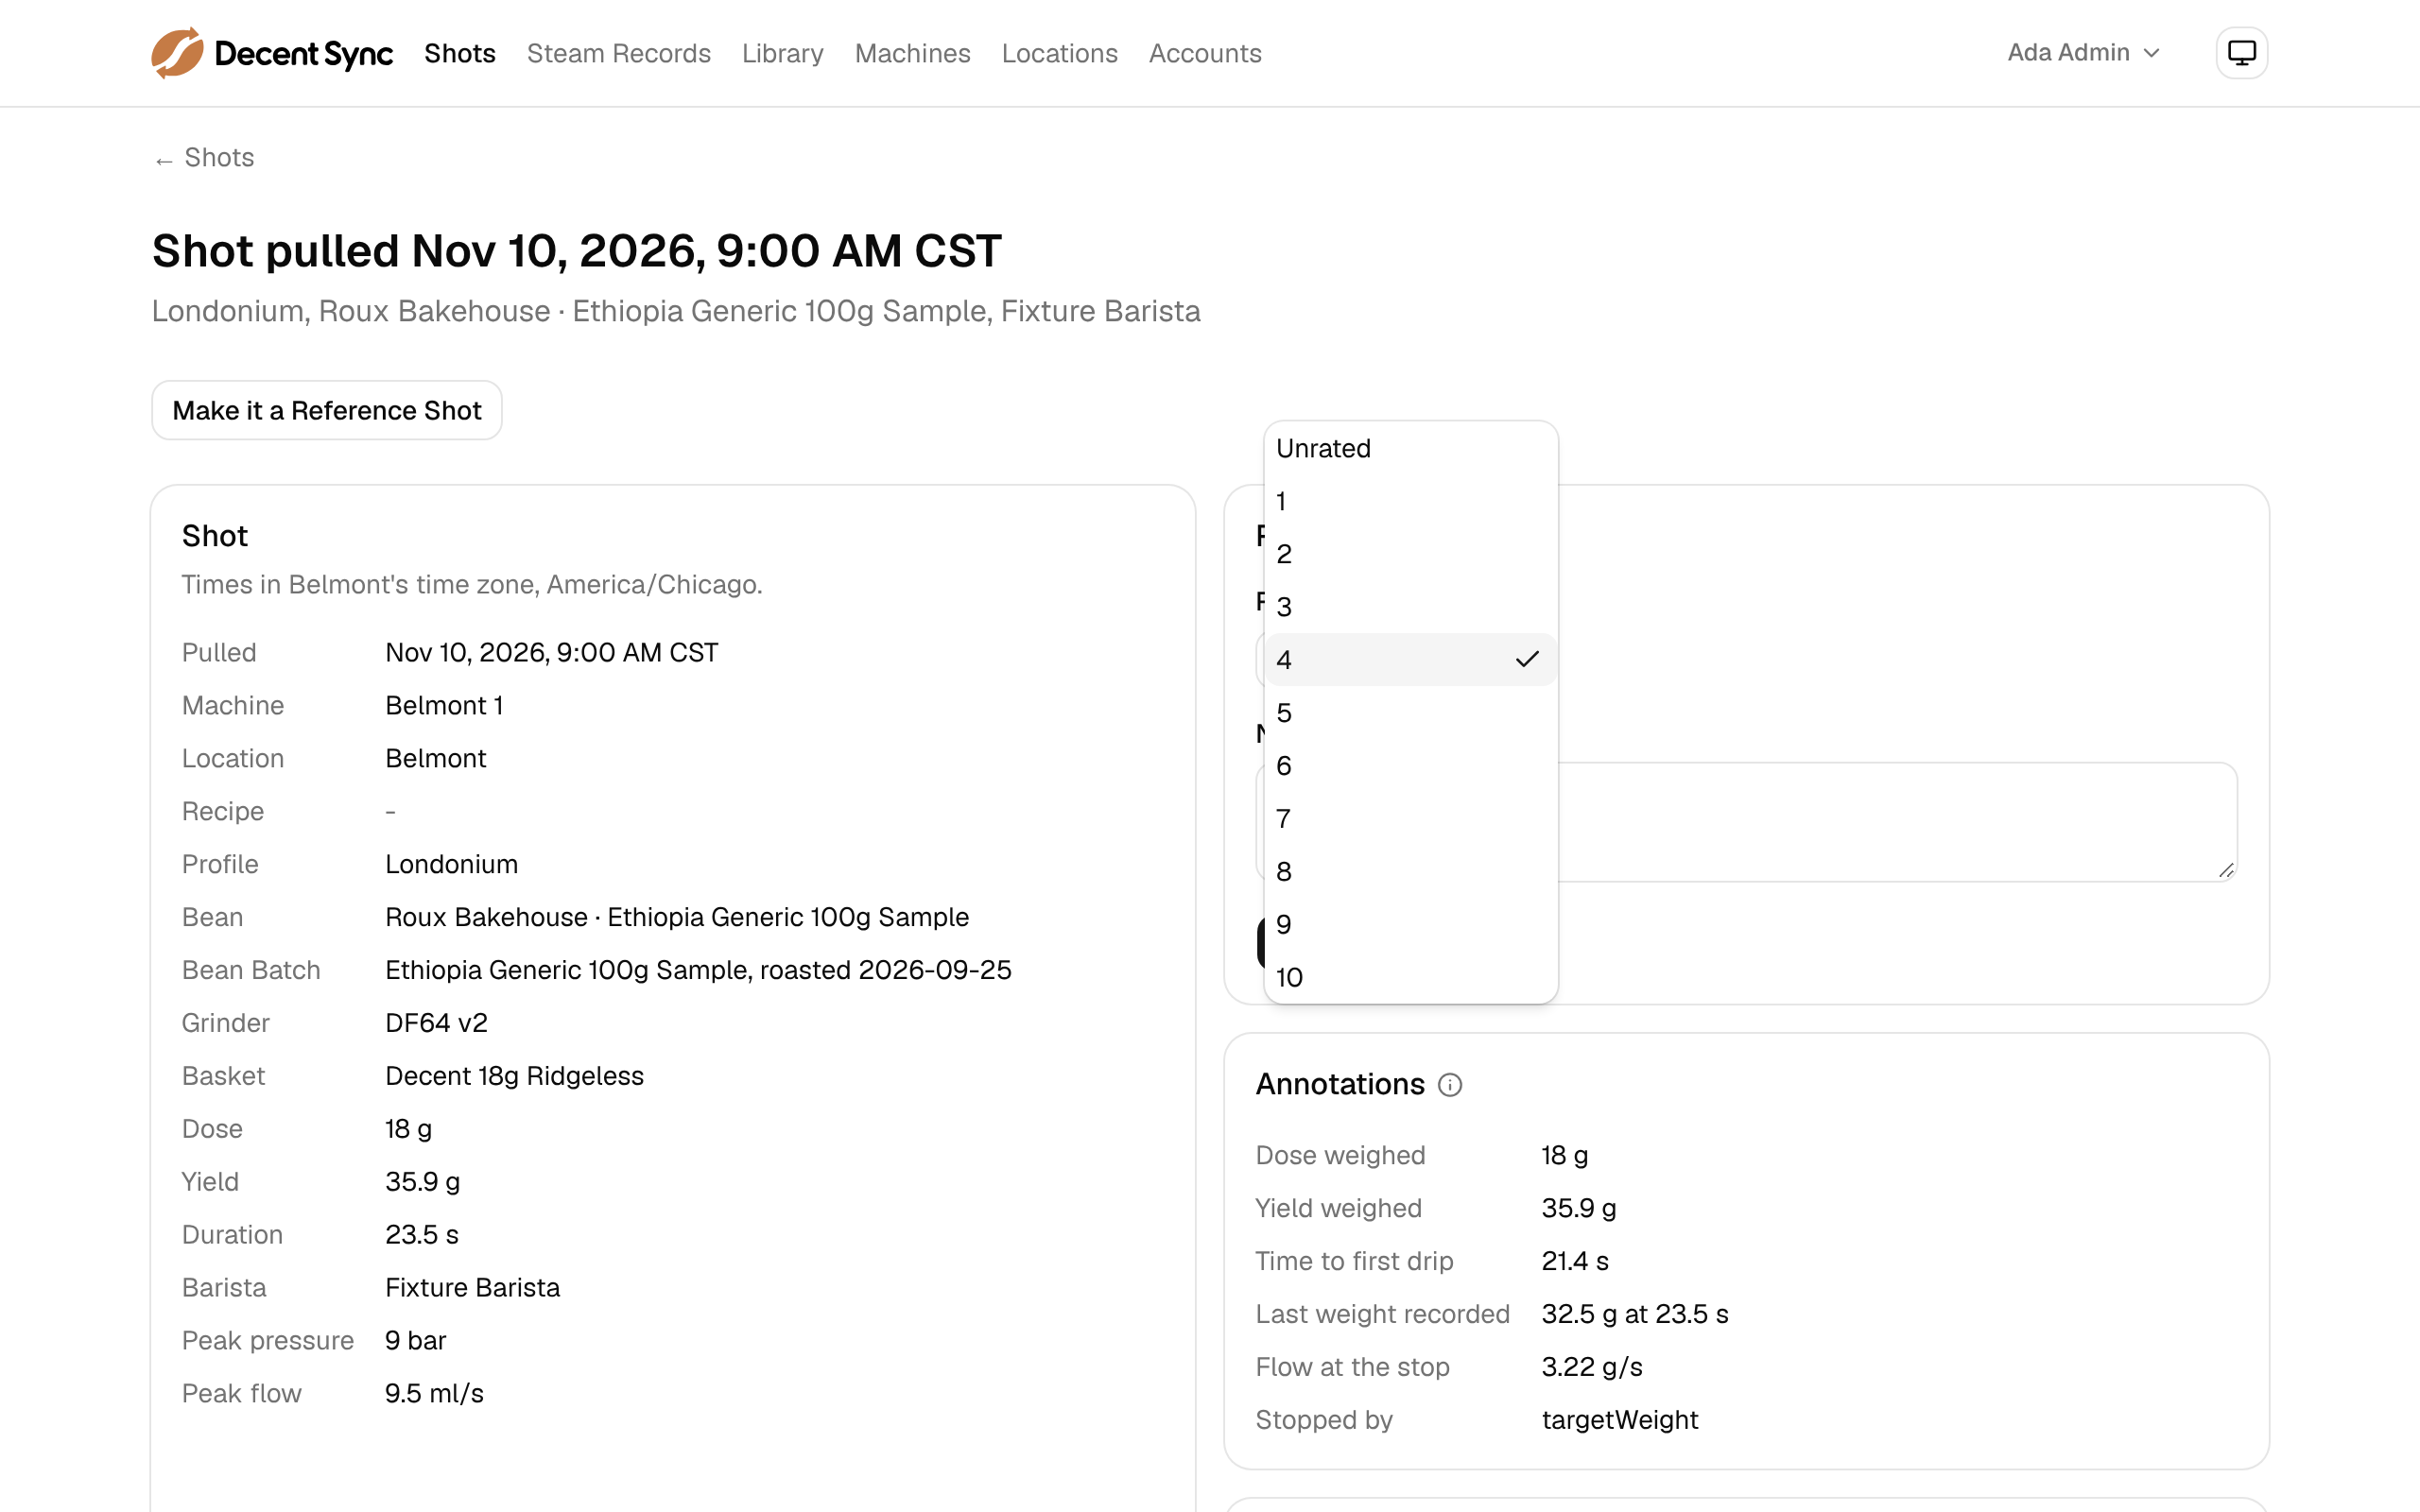 Decent Sync Shots Steam Records Library Machines Locations Accounts Ada Admin
← Shots
Shot pulled Nov 10, 2026, 9:00 AM CST
Londonium, Roux Bakehouse · Ethiopia Generic 100g Sample, Fixture Barista
Make it a Reference Shot
Shot
Times in Belmont's time zone, America/Chicago.
Pulled Nov 10, 2026, 9:00 AM CST
Machine Belmont 1
Location Belmont
Recipe -
Profile Londonium
Bean Roux Bakehouse · Ethiopia Generic 100g Sample
Bean Batch Ethiopia Generic 100g Sample, roasted 2026-09-25
Grinder DF64 v2
Basket Decent 18g Ridgeless
Dose 18 g
Yield 35.9 g
Duration 23.5 s
Barista Fixture Barista
Peak pressure 9 bar
Peak flow 9.5 ml/s
Unrated
1
2
3
4
5
6
7
8
9
10
Annotations
Dose weighed 18 g
Yield weighed 35.9 g
Time to first drip 21.4 s
Last weight recorded 32.5 g at 23.5 s
Flow at the stop 3.22 g/s
Stopped by targetWeight